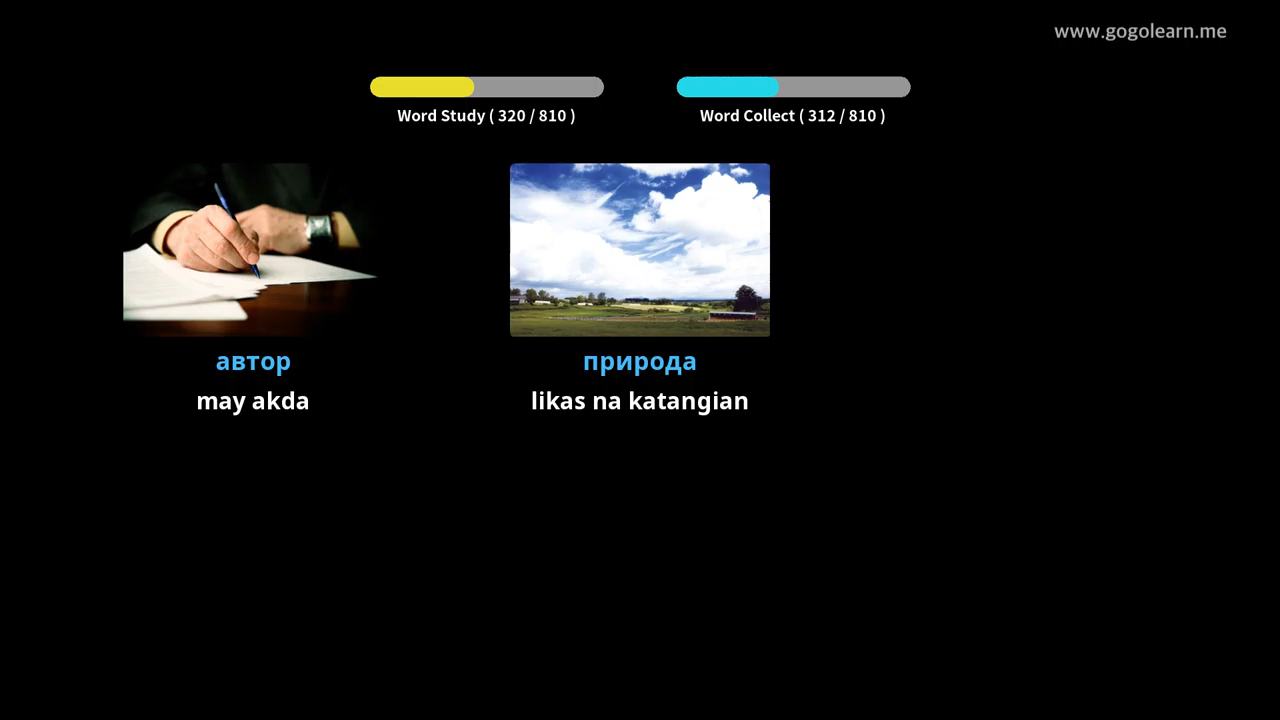 www.gogolearn.me
Word Study ( 320 / 810 )
Word Collect ( 312 / 810 )
автор
may akda
природа
likas na katangian